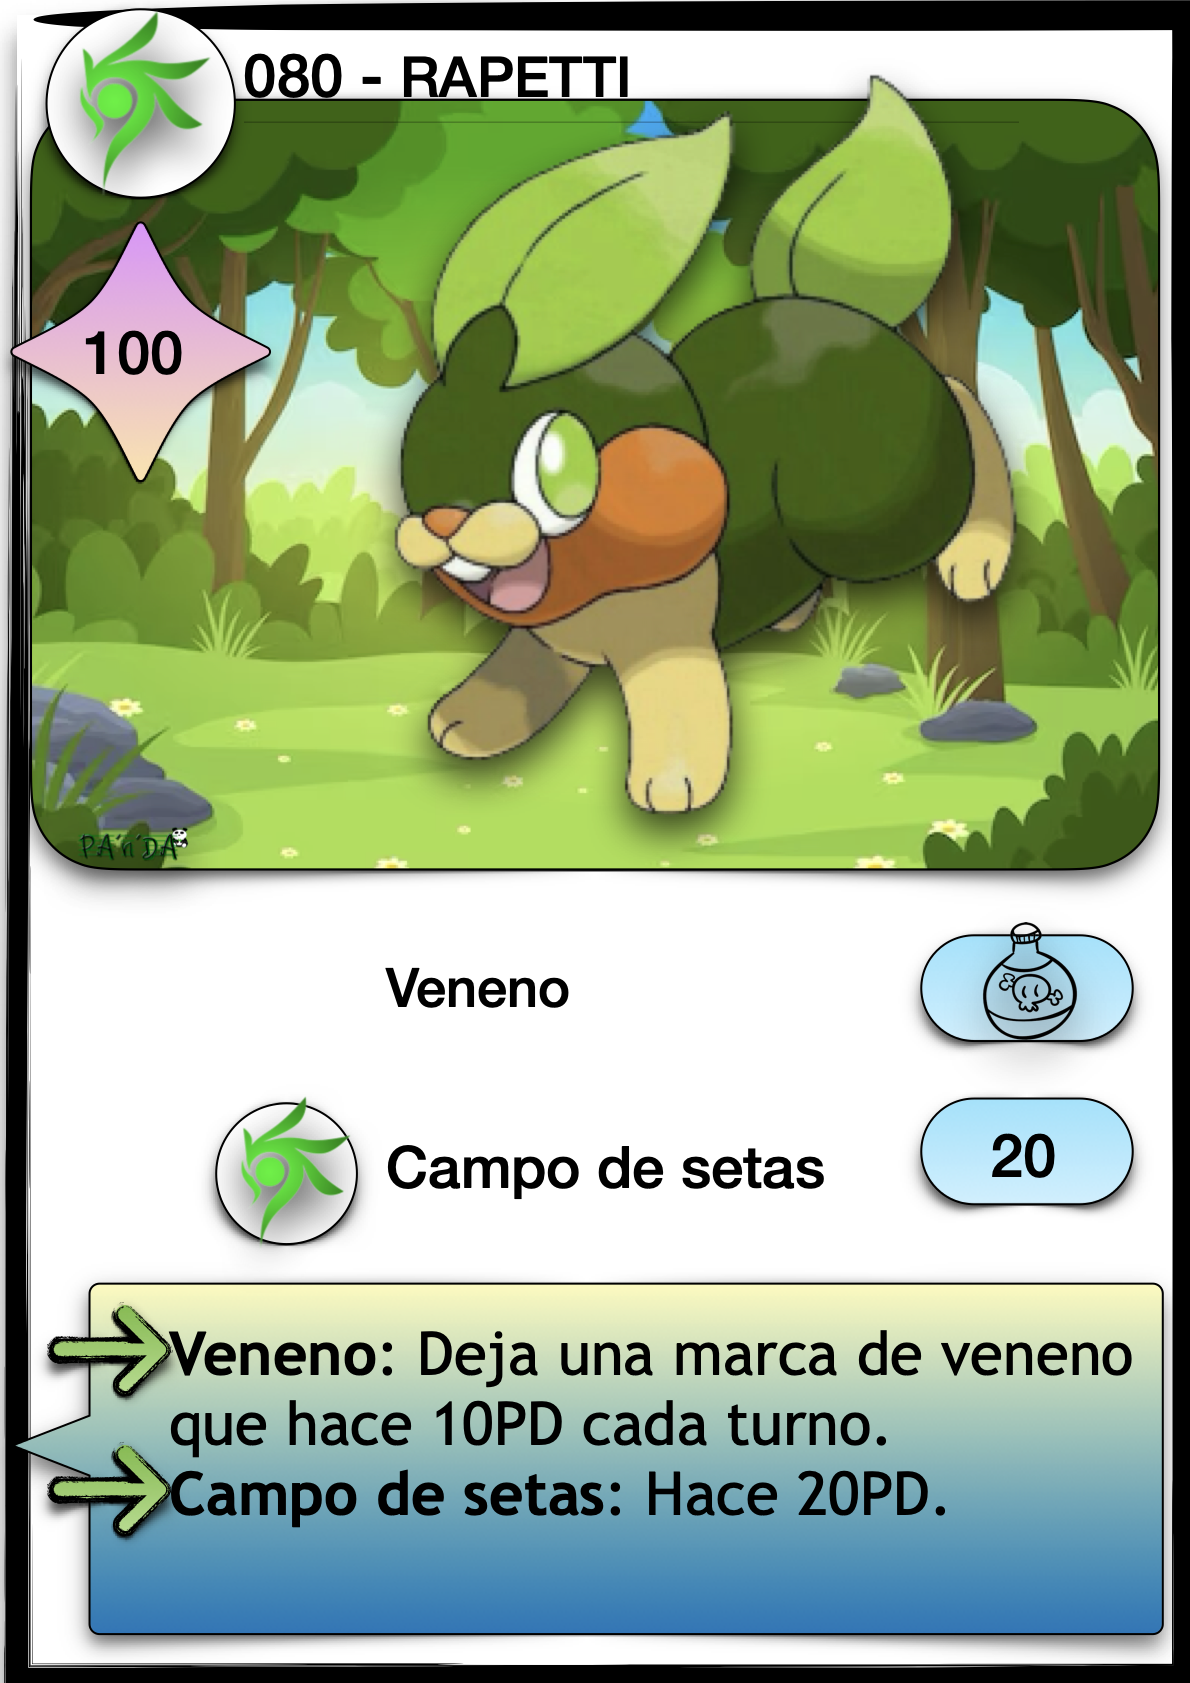 080 - RAPETTI
100
PA'n'DA
Veneno
Campo de setas
20
Veneno: Deja una marca de veneno
que hace 10PD cada turno.
Campo de setas: Hace 20PD.